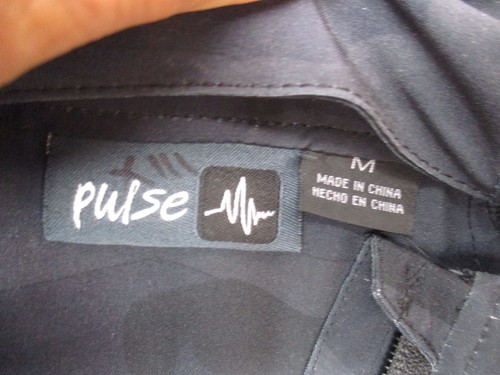 pulse
M
MADE IN CHINA
HECHO EN CHINA